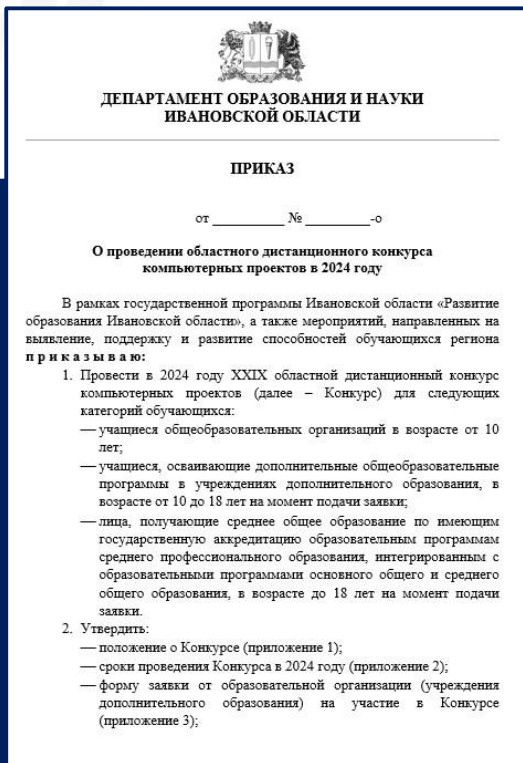 ДЕПАРТАМЕНТ ОБРАЗОВАНИЯ И НАУКИ
ИВАНОВСКОЙ ОБЛАСТИ
ПРИКАЗ
от __________ № _________-о
О проведении областного дистанционного конкурса
компьютерных проектов в 2024 году
В рамках государственной программы Ивановской области «Развитие
образования Ивановской области», а также мероприятий, направленных на
выявление, поддержку и развитие способностей обучающихся региона
п р и к а з ы в а ю:
1. Провести в 2024 году XXIX областной дистанционный конкурс
компьютерных проектов (далее – Конкурс) для следующих
категорий обучающихся:
— учащиеся общеобразовательных организаций в возрасте от 10
лет;
— учащиеся, осваивающие дополнительные общеобразовательные
программы в учреждениях дополнительного образования, в
возрасте от 10 до 18 лет на момент подачи заявки;
— лица, получающие среднее общее образование по имеющим
государственную аккредитацию образовательным программам
среднего профессионального образования, интегрированным с
образовательными программами основного общего и среднего
общего образования, в возрасте до 18 лет на момент подачи
заявки.
2. Утвердить:
— положение о Конкурсе (приложение 1);
— сроки проведения Конкурса в 2024 году (приложение 2);
— форму заявки от образовательной организации (учреждения
дополнительного образования) на участие в Конкурсе
(приложение 3);